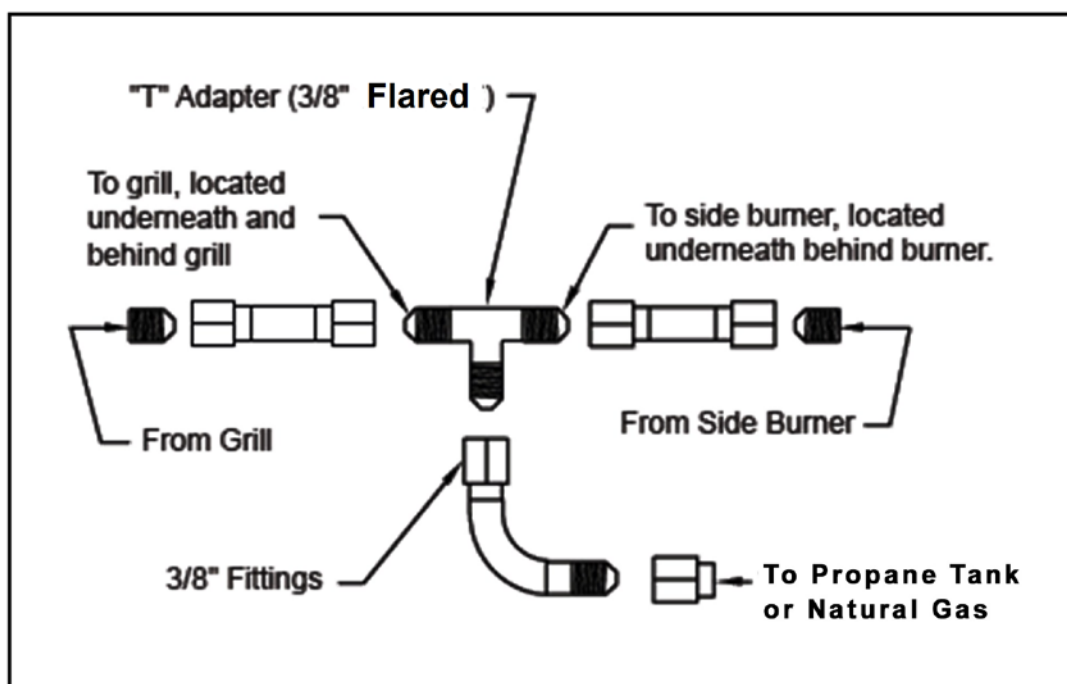 "T" Adapter (3/8" Flared )
To grill, located
underneath and
behind grill
To side burner, located
underneath behind burner.
From Grill
From Side Burner
3/8" Fittings
To Propane Tank
or Natural Gas